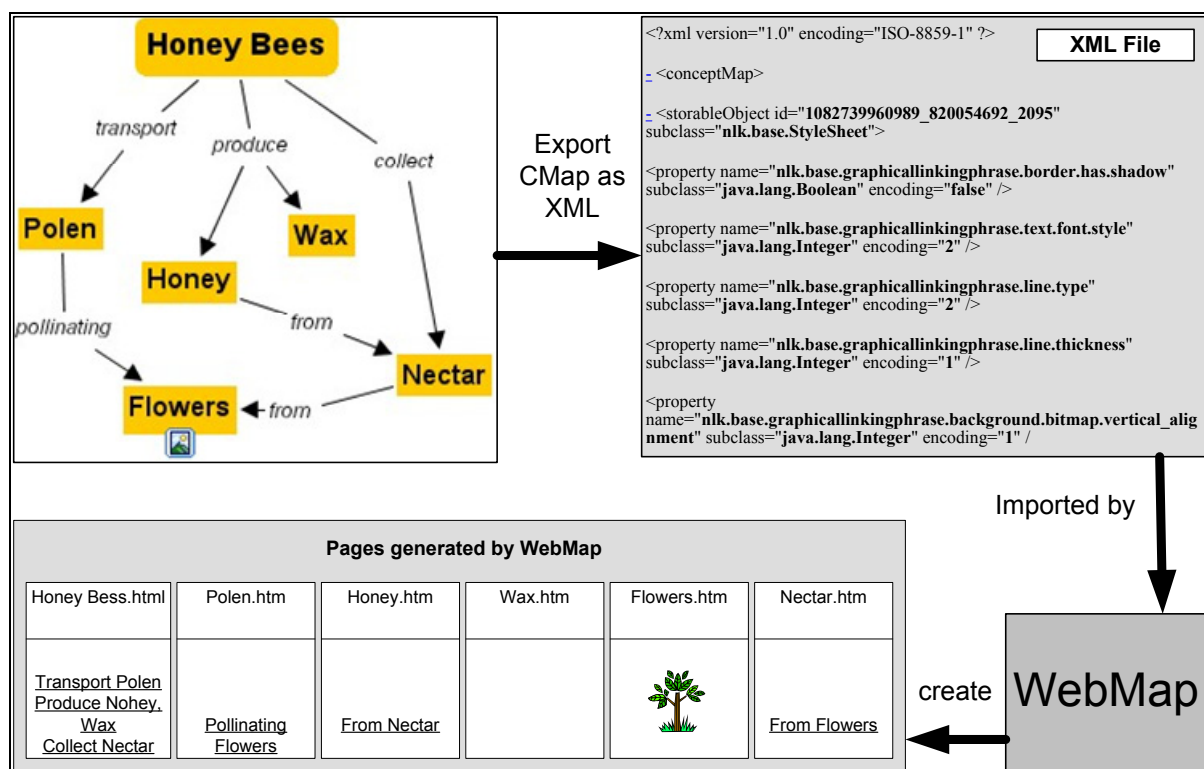 Honey Bees
transport
produce
collect
Polen
Wax
Honey
pollinating
from
Nectar
Flowers
from
Export
CMap as
XML
XML File
<?xml version="1.0" encoding="ISO-8859-1" ?>
- <conceptMap>
- <storableObject id="1082739960989_820054692_2095"
subclass="nlk.base.StyleSheet">
<property name="nlk.base.graphicallinkingphrase.border.has.shadow"
subclass="java.lang.Boolean" encoding="false" />
<property name="nlk.base.graphicallinkingphrase.text.font.style"
subclass="java.lang.Integer" encoding="2" />
<property name="nlk.base.graphicallinkingphrase.line.type"
subclass="java.lang.Integer" encoding="2" />
<property name="nlk.base.graphicallinkingphrase.line.thickness"
subclass="java.lang.Integer" encoding="1" />
<property
name="nlk.base.graphicallinkingphrase.background.bitmap.vertical_alig
nment" subclass="java.lang.Integer" encoding="1" /
Imported by
WebMap
create
Pages generated by WebMap
Honey Bess.html
Transport Polen
Produce Nohey,
Wax
Collect Nectar
Polen.htm
Pollinating
Flowers
Honey.htm
From Nectar
Wax.htm
Flowers.htm
Nectar.htm
From Flowers